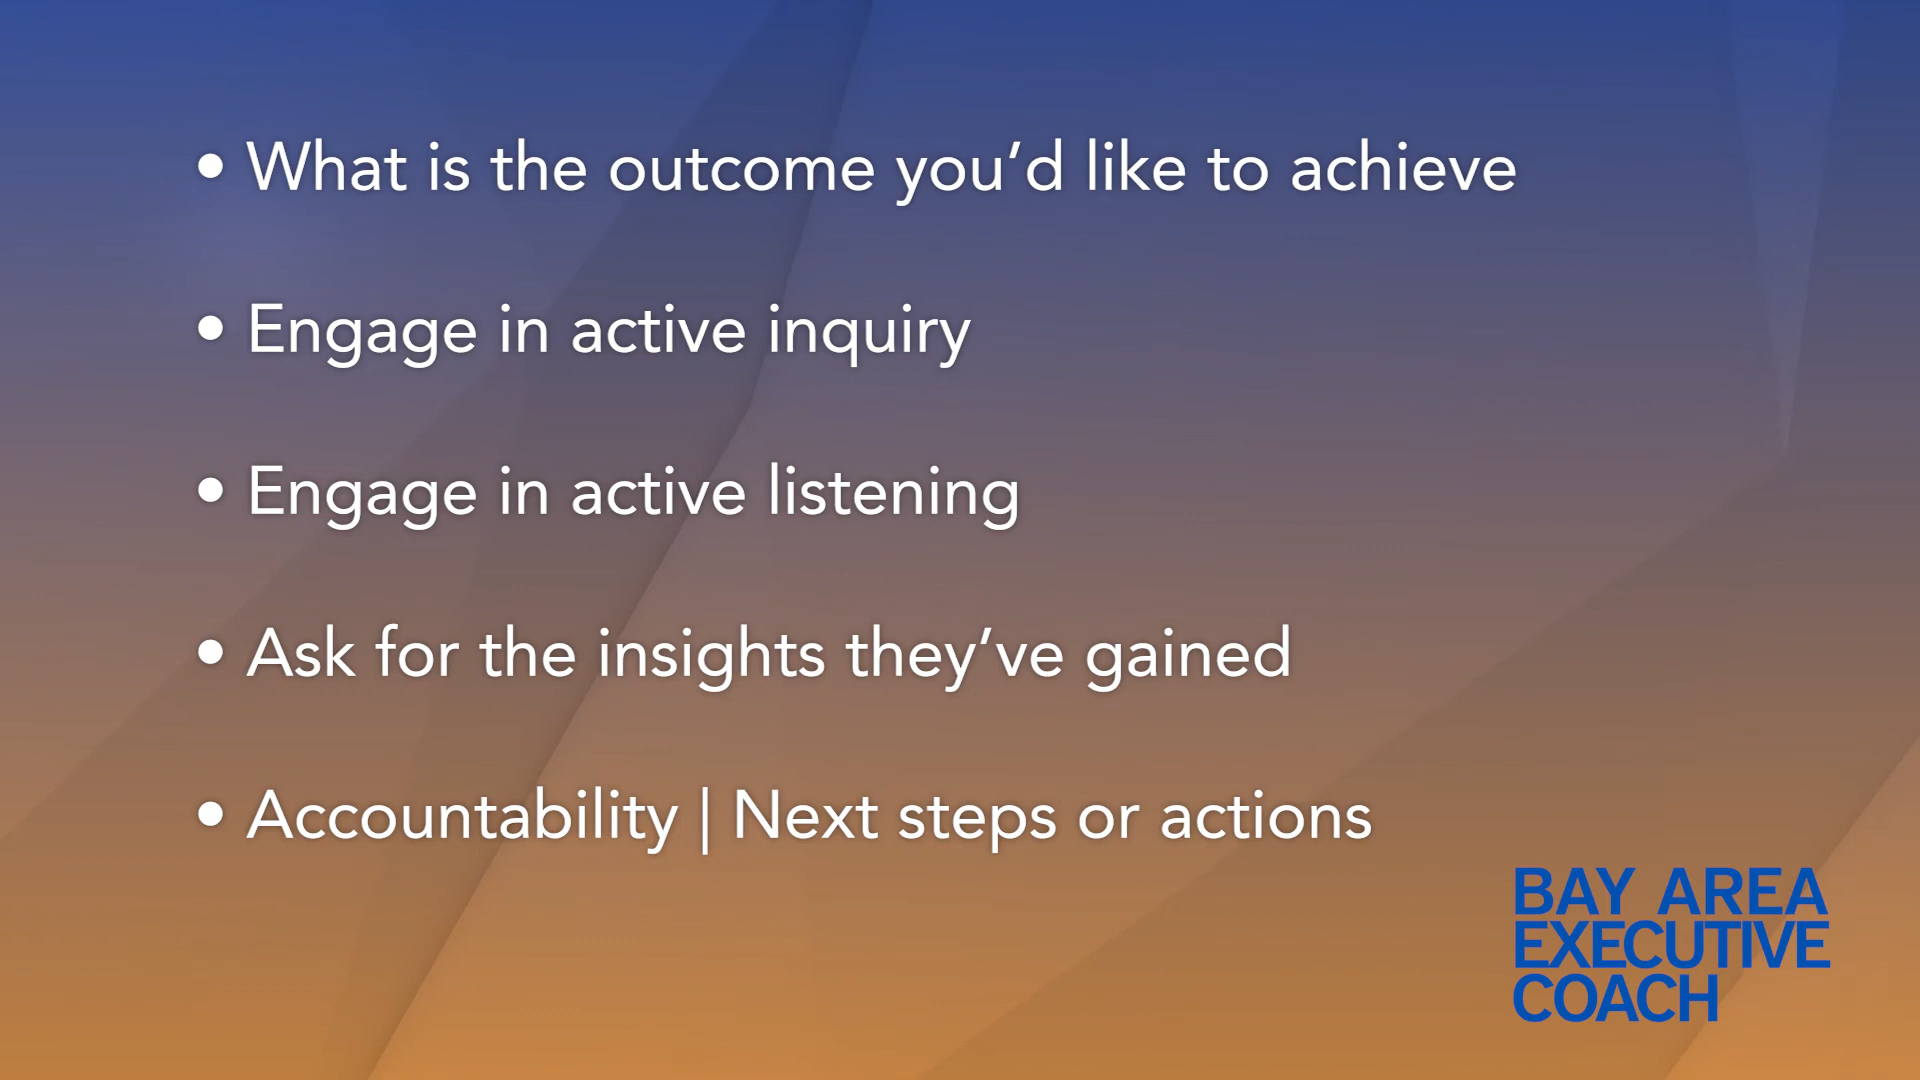 • What is the outcome you’d like to achieve
• Engage in active inquiry
• Engage in active listening
• Ask for the insights they’ve gained
• Accountability | Next steps or actions
BAY AREA
EXECUTIVE
COACH